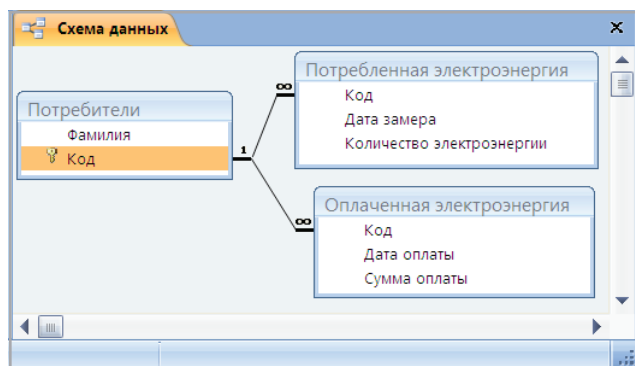 Схема данных
Потребители
Фамилия
Код
1
∞
∞
Потребленная электроэнергия
Код
Дата замера
Количество электроэнергии
Оплаченная электроэнергия
Код
Дата оплаты
Сумма оплаты